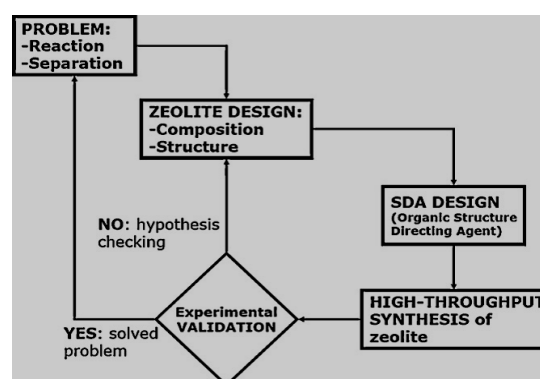 PROBLEM:
-Reaction
-Separation
ZEOLITE DESIGN:
-Composition
-Structure
SDA DESIGN
(Organic Structure
Directing Agent)
NO: hypothesis
checking
HIGH-THROUGHPUT
SYNTHESIS of
zeolite
Experimental
VALIDATION
YES: solved
problem